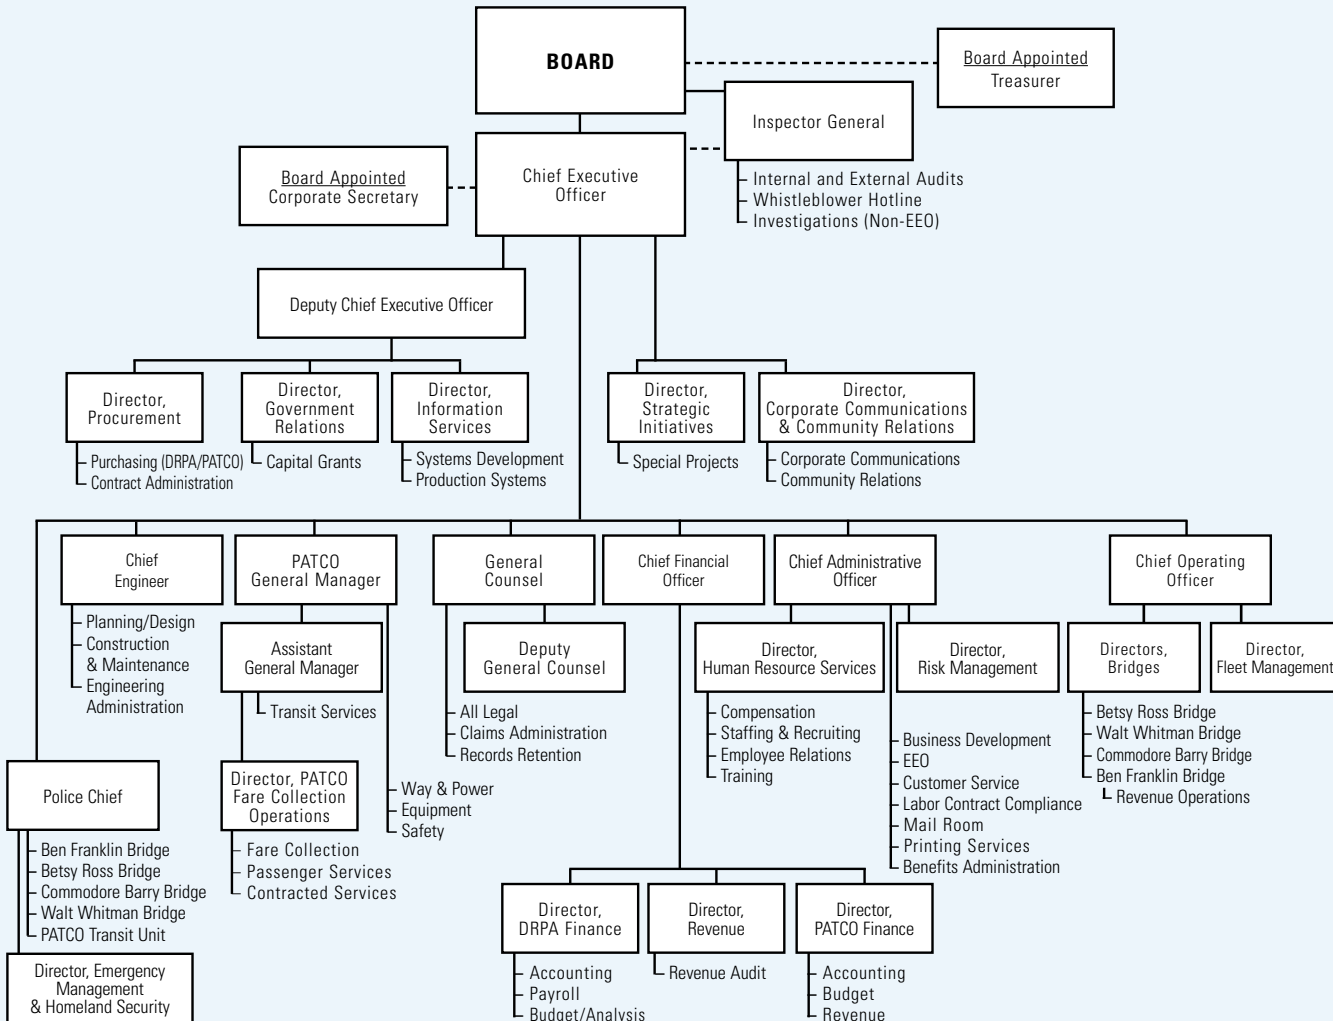 BOARD
Board Appointed
Treasurer
Inspector General
Internal and External Audits
Whistleblower Hotline
Investigations (Non-EEO)
Board Appointed
Corporate Secretary
Chief Executive
Officer
Deputy Chief Executive Officer
Director,
Procurement
Purchasing (DRPA/PATCO)
Contract Administration
Director,
Government
Relations
Capital Grants
Director,
Information
Services
Systems Development
Production Systems
Director,
Strategic
Initiatives
Special Projects
Director,
Corporate Communications
& Community Relations
Corporate Communications
Community Relations
Chief
Engineer
Planning/Design
Construction
& Maintenance
Engineering
Administration
PATCO
General Manager
Assistant
General Manager
Transit Services
Director, PATCO
Fare Collection
Operations
Fare Collection
Passenger Services
Contracted Services
Way & Power
Equipment
Safety
General
Counsel
Deputy
General Counsel
All Legal
Claims Administration
Records Retention
Chief Financial
Officer
Chief Administrative
Officer
Director,
Human Resource Services
Compensation
Staffing & Recruiting
Employee Relations
Training
Director,
Risk Management
Business Development
EEO
Customer Service
Labor Contract Compliance
Mail Room
Printing Services
Benefits Administration
Chief Operating
Officer
Directors,
Bridges
Betsy Ross Bridge
Walt Whitman Bridge
Commodore Barry Bridge
Ben Franklin Bridge
Revenue Operations
Director,
Fleet Management
Police Chief
Ben Franklin Bridge
Betsy Ross Bridge
Commodore Barry Bridge
Walt Whitman Bridge
PATCO Transit Unit
Director, Emergency
Management
& Homeland Security
Director,
DRPA Finance
Accounting
Payroll
Budget/Analysis
Director,
Revenue
Revenue Audit
Director,
PATCO Finance
Accounting
Budget
Revenue